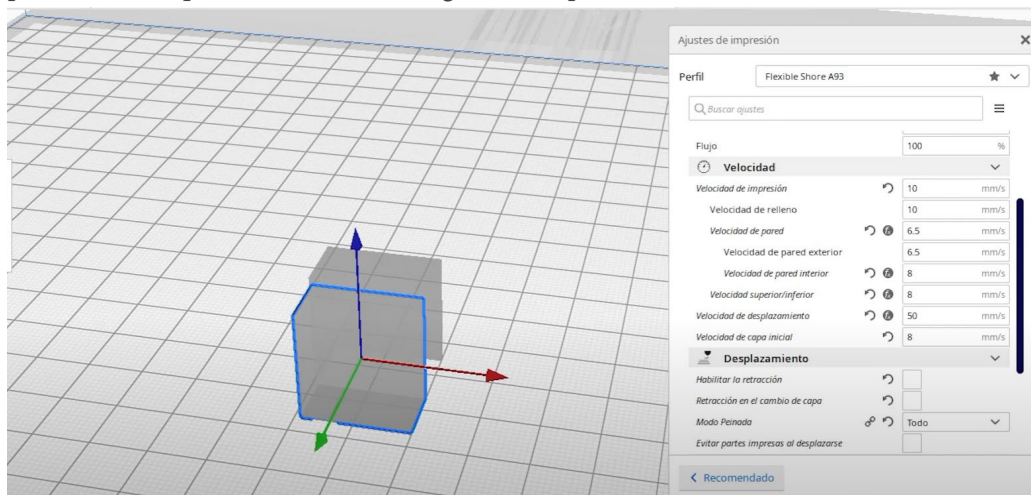 Ajustes de impresión
Perfil Flexible Shore A93
Buscar ajustes
Flujo 100 %
Velocidad
Velocidad de impresión 10 mm/s
Velocidad de relleno 10 mm/s
Velocidad de pared 6.5 mm/s
Velocidad de pared exterior 6.5 mm/s
Velocidad de pared interior 8 mm/s
Velocidad superior/inferior 8 mm/s
Velocidad de desplazamiento 50 mm/s
Velocidad de capa inicial 8 mm/s
Desplazamiento
Habilitar la retracción
Retracción en el cambio de capa
Modo Peinada Todo
Evitar partes impresas al desplazarse
Recomendado